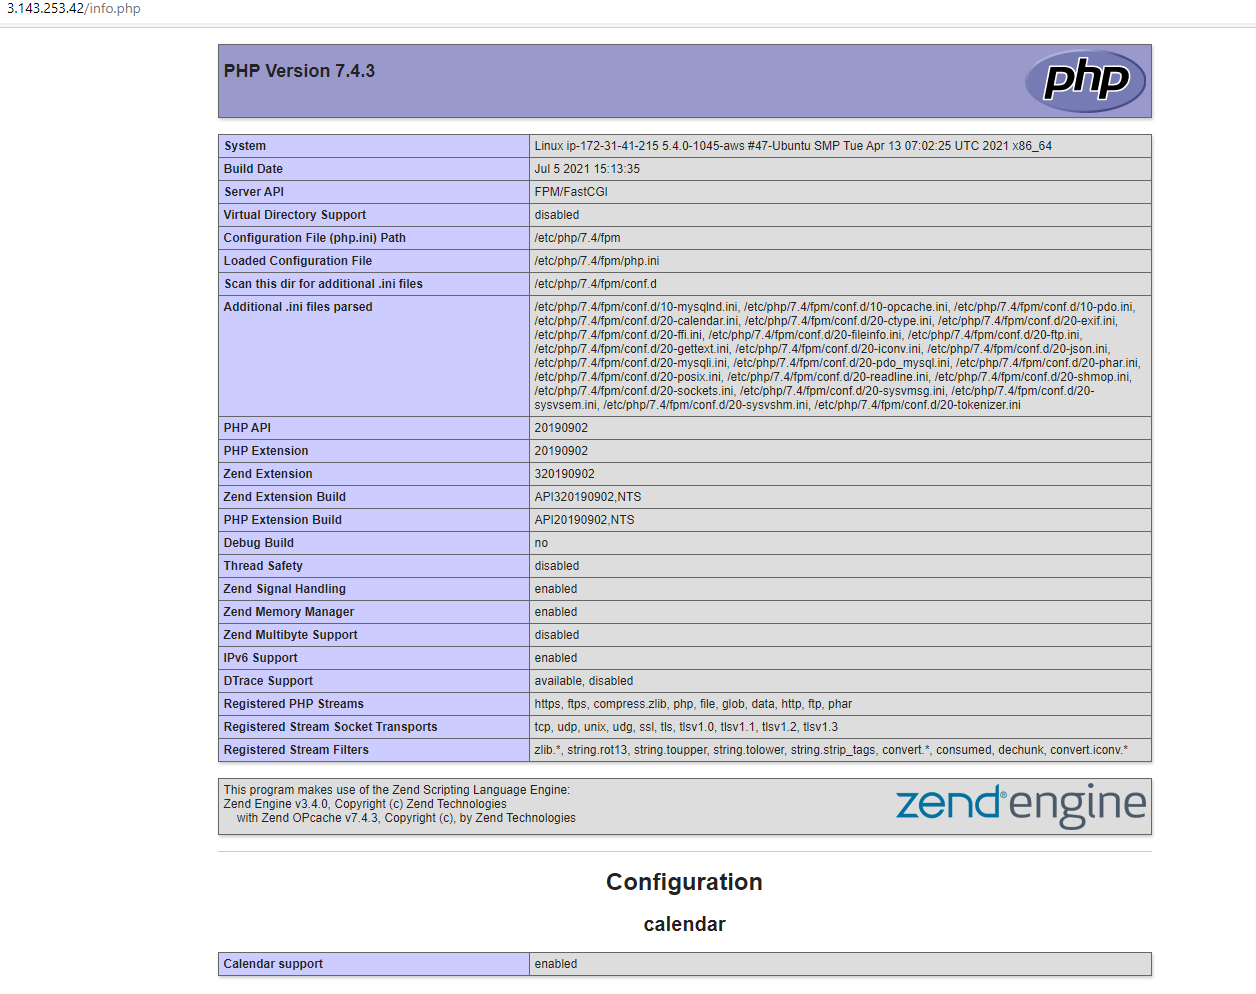 3.143.253.42/info.php
PHP Version 7.4.3
php
System Linux ip-172-31-41-215 5.4.0-1045-aws #47-Ubuntu SMP Tue Apr 13 07:02:25 UTC 2021 x86_64
Build Date Jul 5 2021 15:13:35
Server API FPM/FastCGI
Virtual Directory Support disabled
Configuration File (php.ini) Path /etc/php/7.4/fpm
Loaded Configuration File /etc/php/7.4/fpm/php.ini
Scan this dir for additional .ini files /etc/php/7.4/fpm/conf.d
Additional .ini files parsed /etc/php/7.4/fpm/conf.d/10-mysqlnd.ini, /etc/php/7.4/fpm/conf.d/10-opcache.ini, /etc/php/7.4/fpm/conf.d/10-pdo.ini,
/etc/php/7.4/fpm/conf.d/20-calendar.ini, /etc/php/7.4/fpm/conf.d/20-ctype.ini, /etc/php/7.4/fpm/conf.d/20-exif.ini,
/etc/php/7.4/fpm/conf.d/20-ffi.ini, /etc/php/7.4/fpm/conf.d/20-fileinfo.ini, /etc/php/7.4/fpm/conf.d/20-ftp.ini,
/etc/php/7.4/fpm/conf.d/20-gettext.ini, /etc/php/7.4/fpm/conf.d/20-iconv.ini, /etc/php/7.4/fpm/conf.d/20-json.ini,
/etc/php/7.4/fpm/conf.d/20-mysqli.ini, /etc/php/7.4/fpm/conf.d/20-pdo_mysql.ini, /etc/php/7.4/fpm/conf.d/20-phar.ini,
/etc/php/7.4/fpm/conf.d/20-posix.ini, /etc/php/7.4/fpm/conf.d/20-readline.ini, /etc/php/7.4/fpm/conf.d/20-shmop.ini,
/etc/php/7.4/fpm/conf.d/20-sockets.ini, /etc/php/7.4/fpm/conf.d/20-sysvmsg.ini, /etc/php/7.4/fpm/conf.d/20-
sysvsem.ini, /etc/php/7.4/fpm/conf.d/20-sysvshm.ini, /etc/php/7.4/fpm/conf.d/20-tokenizer.ini
PHP API 20190902
PHP Extension 20190902
Zend Extension 320190902
Zend Extension Build API320190902,NTS
PHP Extension Build API20190902,NTS
Debug Build no
Thread Safety disabled
Zend Signal Handling enabled
Zend Memory Manager enabled
Zend Multibyte Support disabled
IPv6 Support enabled
DTrace Support available, disabled
Registered PHP Streams https, ftps, compress.zlib, php, file, glob, data, http, ftp, phar
Registered Stream Socket Transports tcp, udp, unix, udg, ssl, tls, tlsv1.0, tlsv1.1, tlsv1.2, tlsv1.3
Registered Stream Filters zlib.*, string.rot13, string.toupper, string.tolower, string.strip_tags, convert.*, consumed, dechunk, convert.iconv.*
This program makes use of the Zend Scripting Language Engine:
Zend Engine v3.4.0, Copyright (c) Zend Technologies
with Zend OPcache v7.4.3, Copyright (c), by Zend Technologies
zend® engine
Configuration
calendar
Calendar support enabled